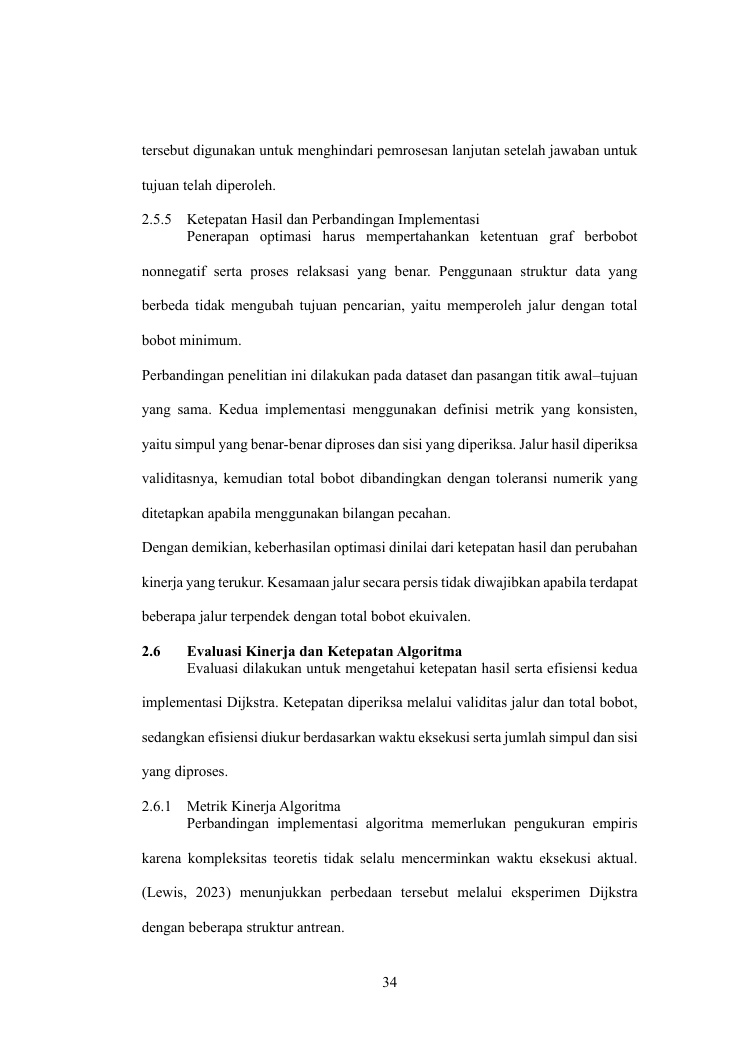 tersebut digunakan untuk menghindari pemrosesan lanjutan setelah jawaban untuk
tujuan telah diperoleh.
2.5.5 Ketepatan Hasil dan Perbandingan Implementasi
Penerapan optimasi harus mempertahankan ketentuan graf berbobot
nonnegatif serta proses relaksasi yang benar. Penggunaan struktur data yang
berbeda tidak mengubah tujuan pencarian, yaitu memperoleh jalur dengan total
bobot minimum.
Perbandingan penelitian ini dilakukan pada dataset dan pasangan titik awal–tujuan
yang sama. Kedua implementasi menggunakan definisi metrik yang konsisten,
yaitu simpul yang benar-benar diproses dan sisi yang diperiksa. Jalur hasil diperiksa
validitasnya, kemudian total bobot dibandingkan dengan toleransi numerik yang
ditetapkan apabila menggunakan bilangan pecahan.
Dengan demikian, keberhasilan optimasi dinilai dari ketepatan hasil dan perubahan
kinerja yang terukur. Kesamaan jalur secara persis tidak diwajibkan apabila terdapat
beberapa jalur terpendek dengan total bobot ekuivalen.
2.6 Evaluasi Kinerja dan Ketepatan Algoritma
Evaluasi dilakukan untuk mengetahui ketepatan hasil serta efisiensi kedua
implementasi Dijkstra. Ketepatan diperiksa melalui validitas jalur dan total bobot,
sedangkan efisiensi diukur berdasarkan waktu eksekusi serta jumlah simpul dan sisi
yang diproses.
2.6.1 Metrik Kinerja Algoritma
Perbandingan implementasi algoritma memerlukan pengukuran empiris
karena kompleksitas teoretis tidak selalu mencerminkan waktu eksekusi aktual.
(Lewis, 2023) menunjukkan perbedaan tersebut melalui eksperimen Dijkstra
dengan beberapa struktur antrean.
34